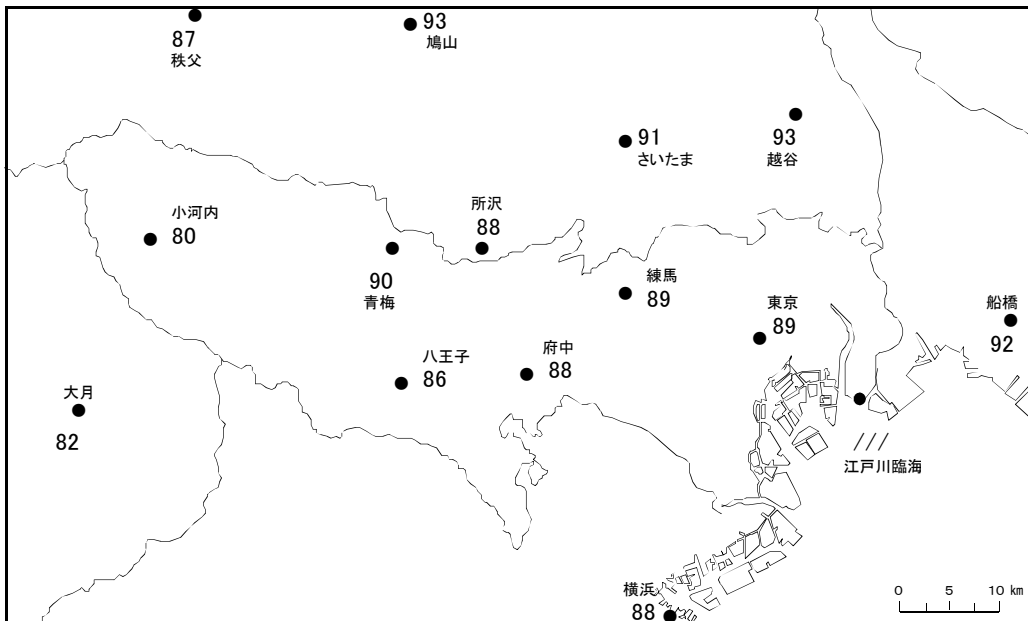 93
鳩山
87
秩父
91
さいたま
93
越谷
小河内
80
所沢
88
90
青梅
練馬
89
東京
89
船橋
92
八王子
86
府中
88
大月
82
///
江戸川臨海
横浜
88
0 5 10 km